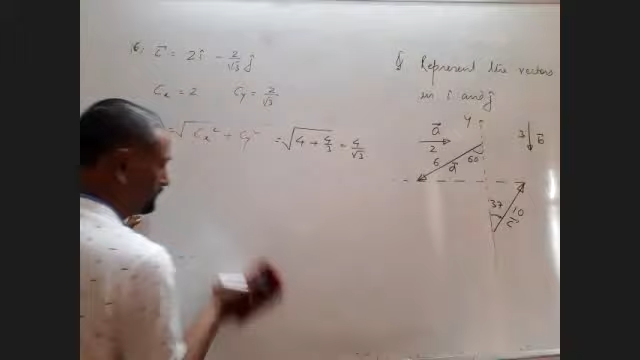 16. c⃗ = 2î - 2/√3 ĵ
Cx = 2 Cy = 2/√3
= √Cx² + Cy² = √4 + 4/3 = 4/√3
Q Represent the vectors
in î and ĵ
y
a⃗
2
3 b⃗
60
6
d⃗
37
10
c⃗